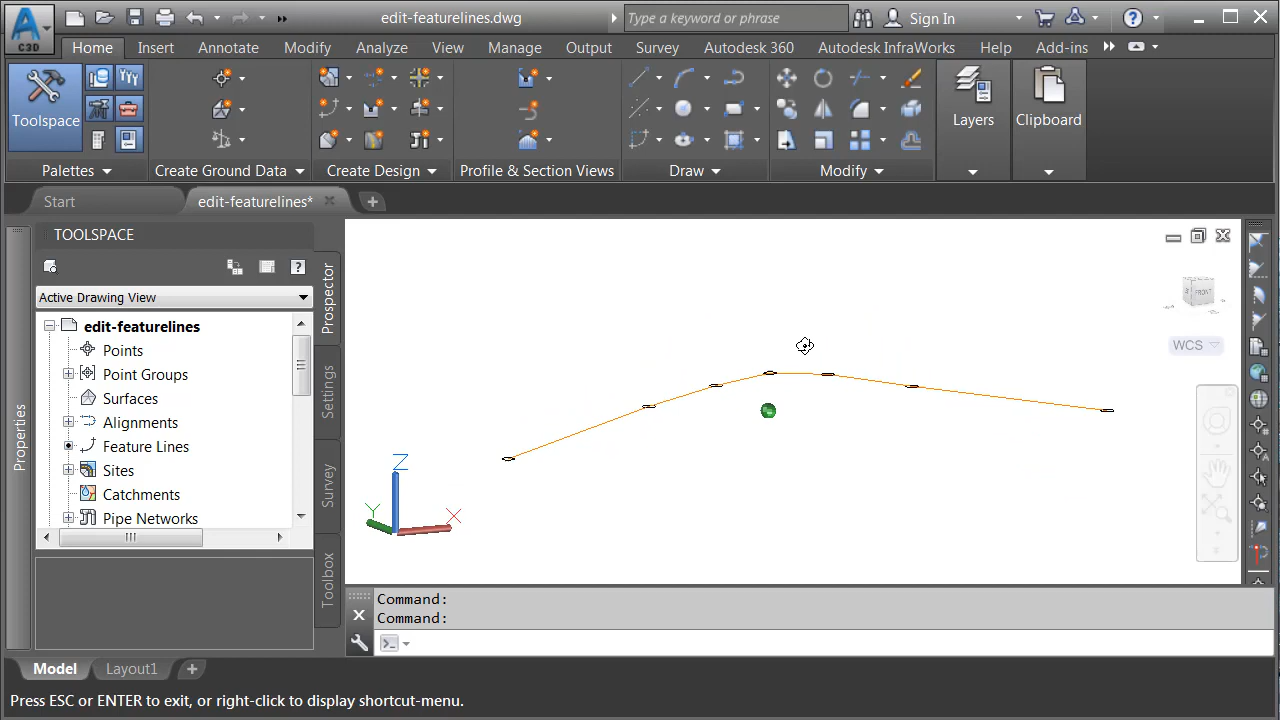 C3D
edit-featurelines.dwg
Type a keyword or phrase
Sign In
Home
Insert
Annotate
Modify
Analyze
View
Manage
Output
Survey
Autodesk 360
Autodesk InfraWorks
Help
Add-ins
Toolspace
Layers
Clipboard
Palettes
Create Ground Data
Create Design
Profile & Section Views
Draw
Modify
Start
edit-featurelines*
TOOLSPACE
Active Drawing View
edit-featurelines
Points
Point Groups
Surfaces
Alignments
Feature Lines
Sites
Catchments
Pipe Networks
Properties
Prospector
Settings
Survey
Toolbox
FRONT
WCS
Z
Y
X
Command:
Command:
Model
Layout1
Press ESC or ENTER to exit, or right-click to display shortcut-menu.